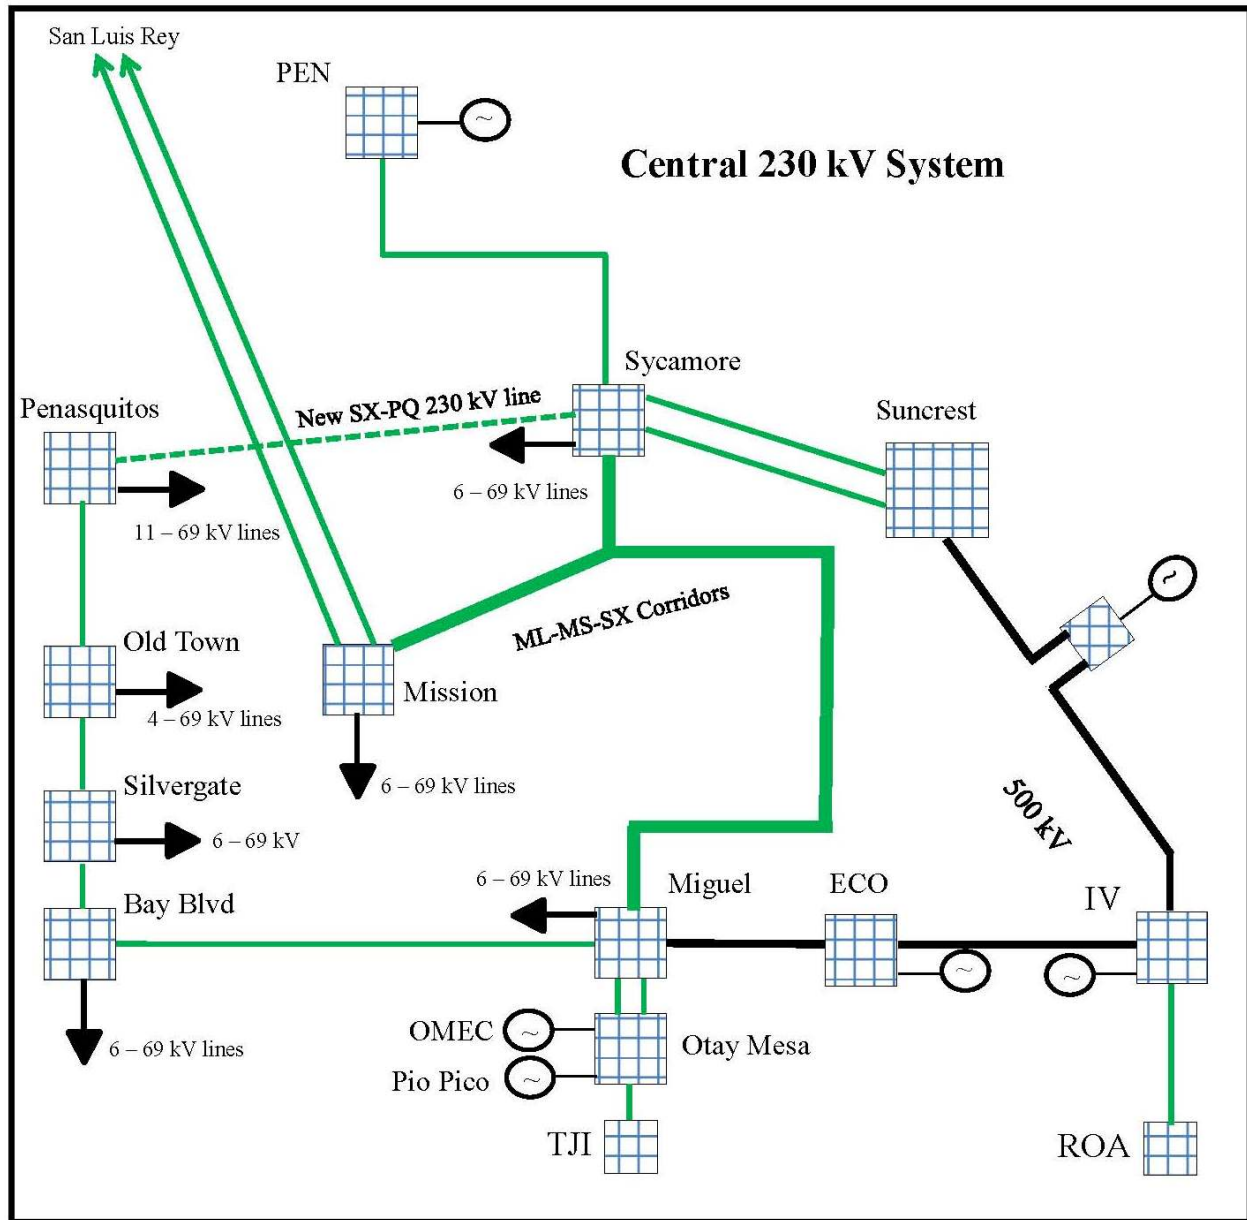 San Luis Rey
PEN
~
Central 230 kV System
Sycamore
Penasquitos
New SX-PQ 230 kV line
Suncrest
6 – 69 kV lines
11 – 69 kV lines
~
ML-MS-SX Corridors
Old Town
Mission
4 – 69 kV lines
Silvergate
6 – 69 kV lines
500 kV
6 – 69 kV
6 – 69 kV lines
Miguel
ECO
IV
Bay Blvd
~
~
OMEC
~
Otay Mesa
6 – 69 kV lines
Pio Pico
~
TJI
ROA